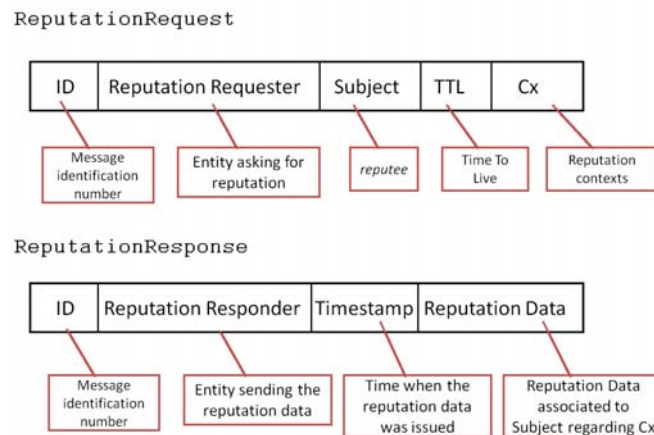 ReputationRequest
ID Reputation Requester Subject TTL Cx
Message
identification
number
Entity asking for
reputation
reputee
Time To
Live
Reputation
contexts
ReputationResponse
ID Reputation Responder Timestamp Reputation Data
Message
identification
number
Entity sending the
reputation data
Time when the
reputation data
was issued
Reputation Data
associated to
Subject regarding Cx